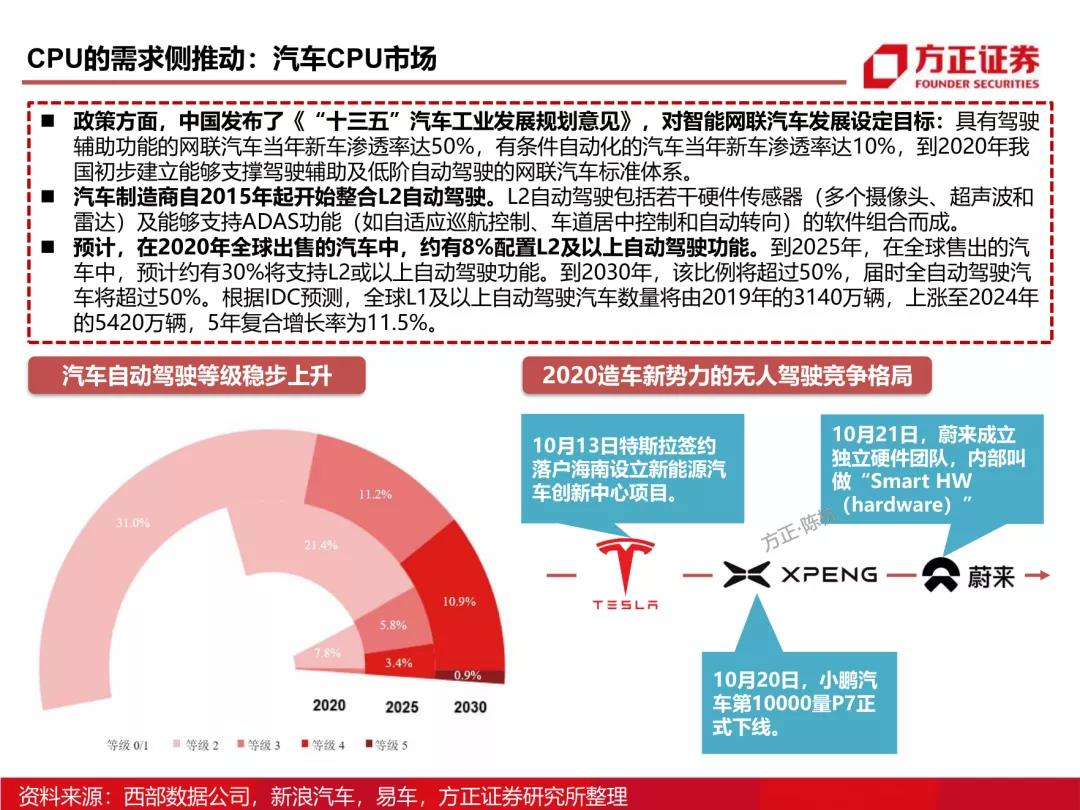 CPU的需求侧推动：汽车CPU市场
方正证券
FOUNDER SECURITIES
■ 政策方面，中国发布了《“十三五”汽车工业发展规划意见》，对智能网联汽车发展设定目标：具有驾驶
辅助功能的网联汽车当年新车渗透率达50%，有条件自动化的汽车当年新车渗透率达10%，到2020年我
国初步建立能够支撑驾驶辅助及低阶自动驾驶的网联汽车标准体系。
■ 汽车制造商自2015年起开始整合L2自动驾驶。L2自动驾驶包括若干硬件传感器（多个摄像头、超声波和
雷达）及能够支持ADAS功能（如自适应巡航控制、车道居中控制和自动转向）的软件组合而成。
■ 预计，在2020年全球出售的汽车中，约有8%配置L2及以上自动驾驶功能。到2025年，在全球售出的汽
车中，预计约有30%将支持L2或以上自动驾驶功能。到2030年，该比例将超过50%，届时全自动驾驶汽
车将超过50%。根据IDC预测，全球L1及以上自动驾驶汽车数量将由2019年的3140万辆，上涨至2024年
的5420万辆，5年复合增长率为11.5%。
汽车自动驾驶等级稳步上升
31.0%
11.2%
21.4%
10.9%
5.8%
7.8%
3.4%
0.9%
2020 2025 2030
等级 0/1 等级 2 等级 3 等级 4 等级 5
2020造车新势力的无人驾驶竞争格局
10月13日特斯拉签约
落户海南设立新能源汽
车创新中心项目。
10月21日，蔚来成立
独立硬件团队，内部叫
做“Smart HW
（hardware）”
方正·陈杭
TESLA
XPENG
蔚来
10月20日，小鹏汽
车第10000量P7正
式下线。
资料来源：西部数据公司，新浪汽车，易车，方正证券研究所整理